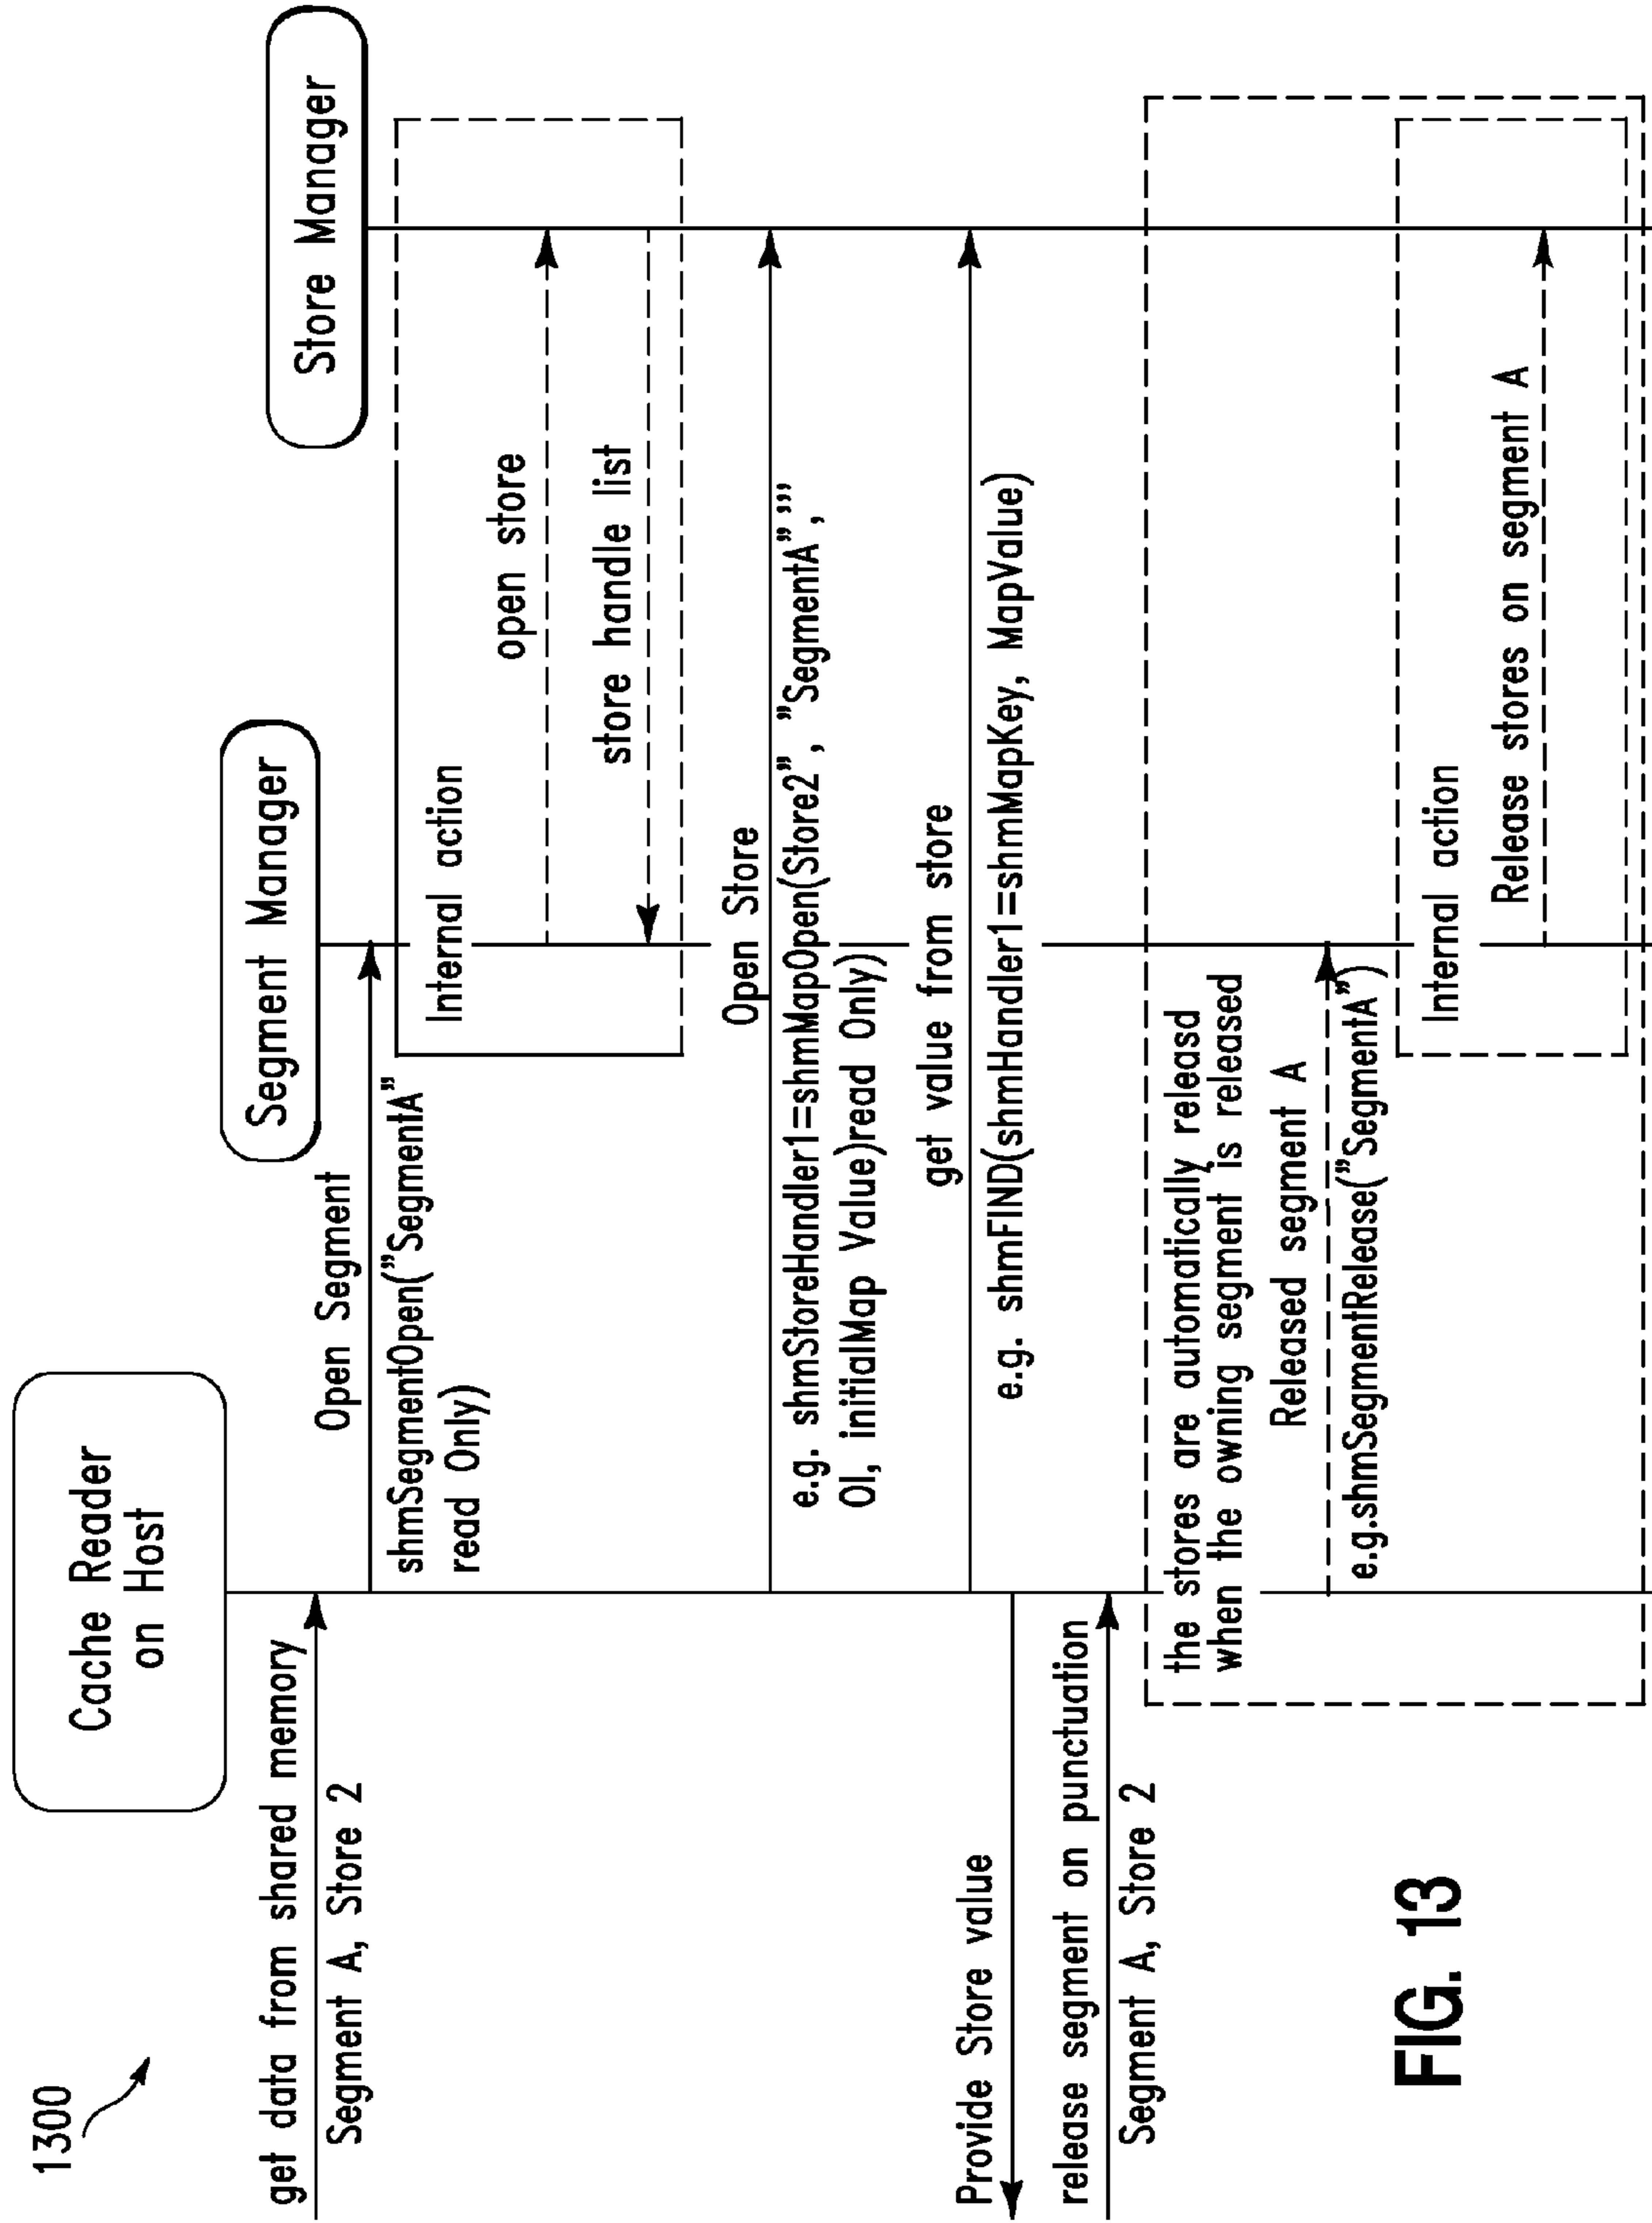 1300
Cache Reader
on Host
Segment Manager
Store Manager
get data from shared memory
Segment A, Store 2
Open Segment
shmSegmentOpen("SegmentA"
read Only)
Internal action
open store
store handle list
Open Store
e.g. shmStoreHandler1=shmMapOpen(Store2", "SegmentA","',
OI, initialMap Value)read Only)
get value from store
e.g. shmFIND(shmHandler1=shmMapKey, MapValue)
Provide Store value
release segment on punctuation
Segment A, Store 2
the stores are automatically releasd
when the owning segment is released
Released segment A
e.g.shmSegmentRelease("SegmentA")
Internal action
Release stores on segment A
FIG. 13